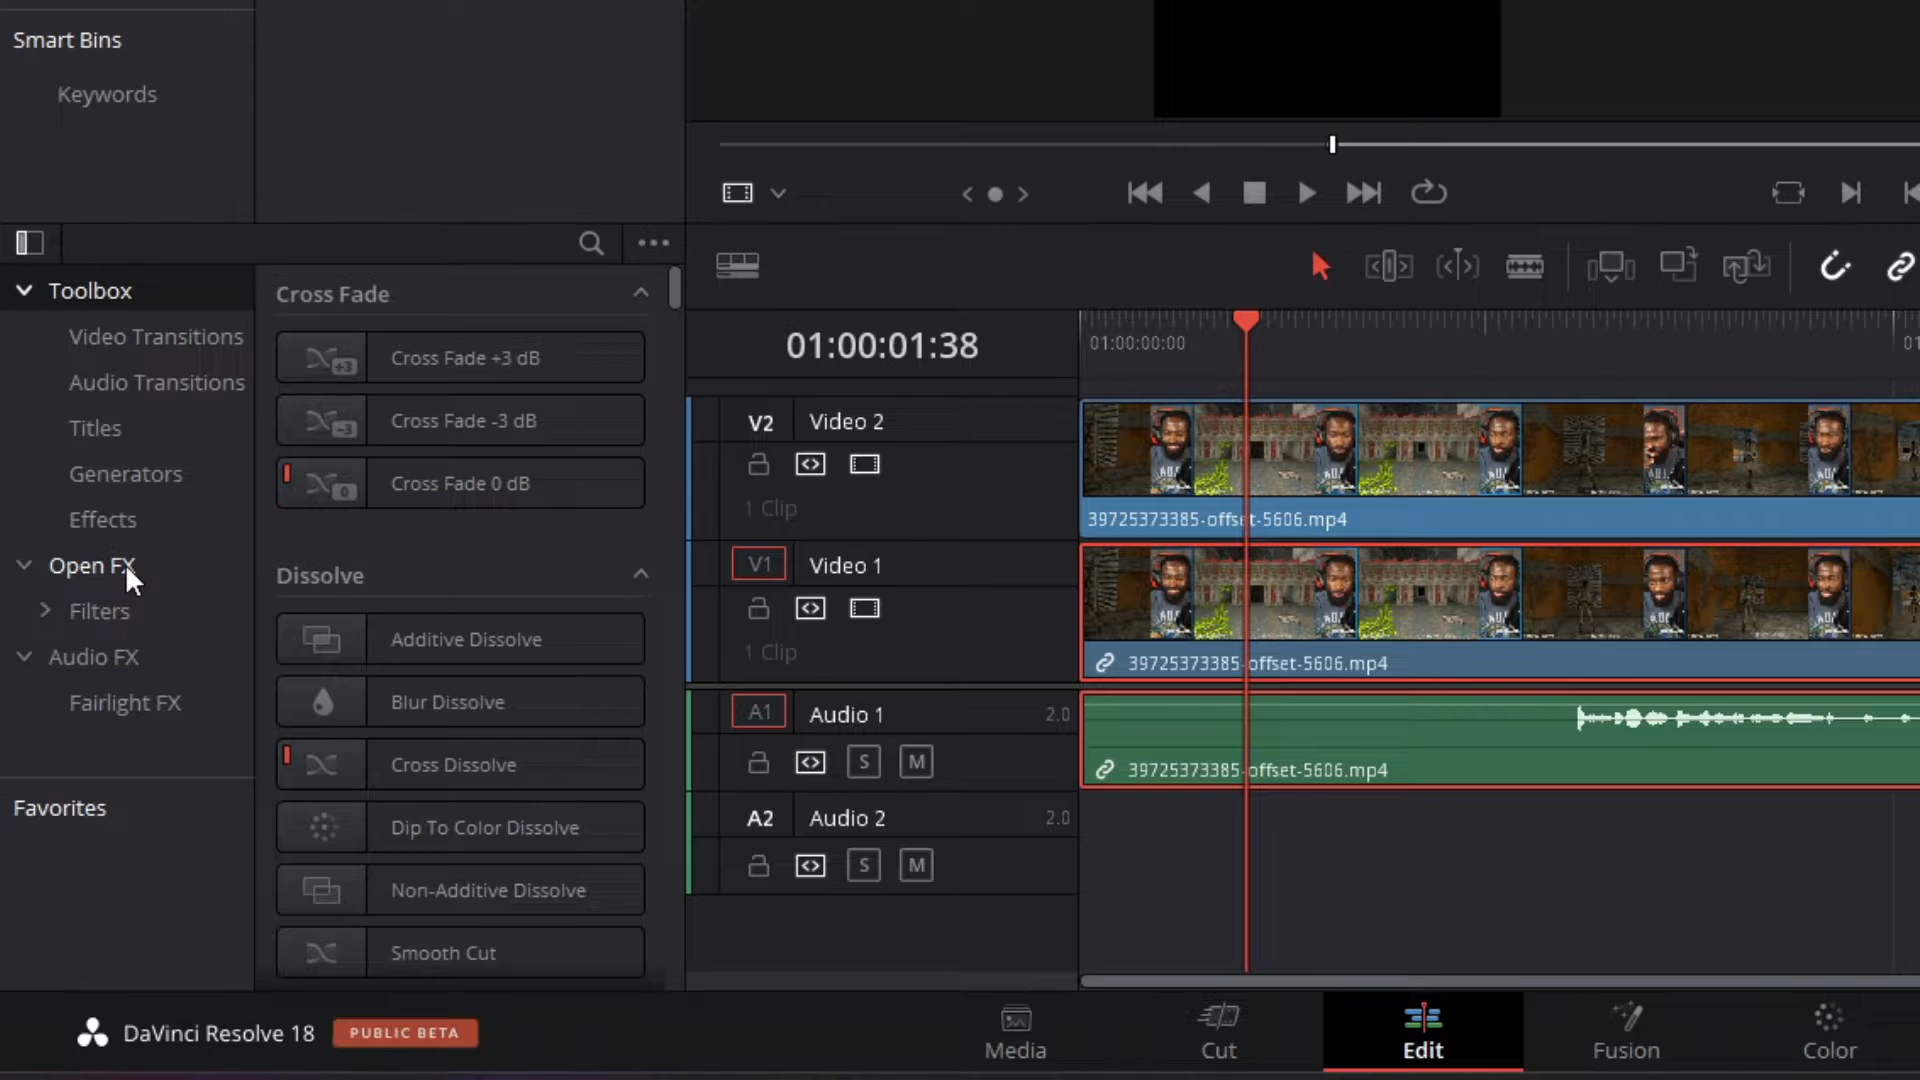 Smart Bins
Keywords
Toolbox
Video Transitions
Audio Transitions
Titles
Generators
Effects
Open FX
Filters
Audio FX
Fairlight FX
Favorites
Cross Fade
+3
Cross Fade +3 dB
-3
Cross Fade -3 dB
0
Cross Fade 0 dB
Dissolve
Additive Dissolve
Blur Dissolve
Cross Dissolve
Dip To Color Dissolve
Non-Additive Dissolve
Smooth Cut
01:00:01:38
01:00:00:00
01
V2 Video 2
1 Clip
39725373385-offset-5606.mp4
V1 Video 1
1 Clip
39725373385-offset-5606.mp4
A1 Audio 1 2.0
S M
39725373385-offset-5606.mp4
A2 Audio 2 2.0
S M
DaVinci Resolve 18 PUBLIC BETA
Media Cut Edit Fusion Color